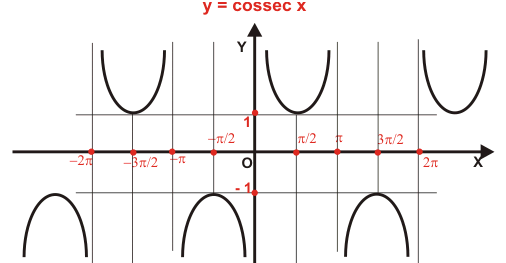 y = cossec x
Y
1
−π/2 π/2 π 3π/2
−2π −3π/2 −π O 2π X
- 1